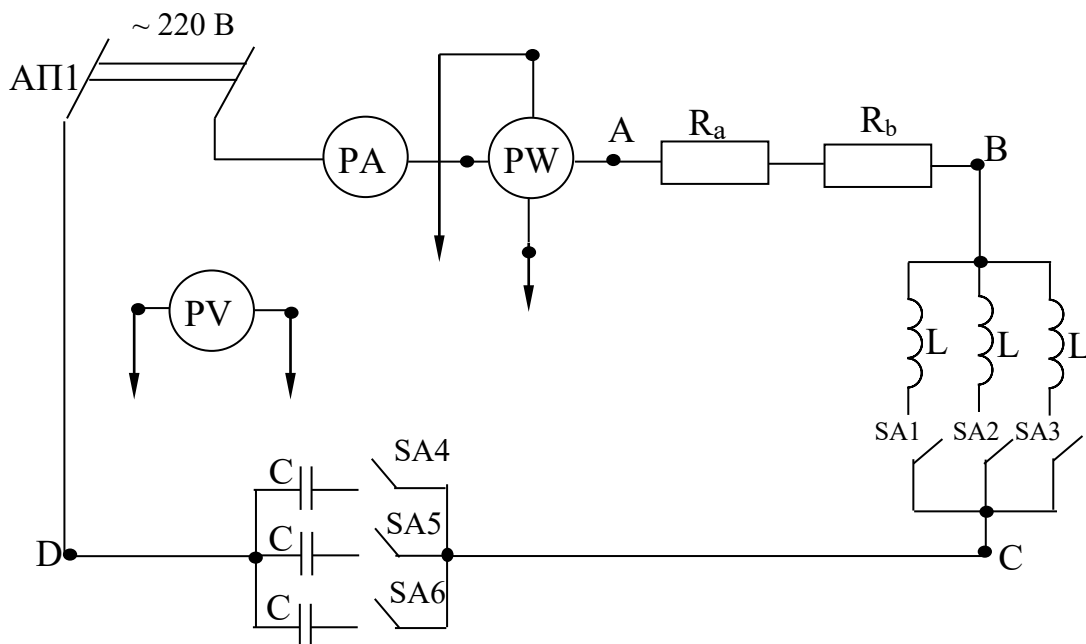 ~ 220 В
АП1
PA
PW
A
Ra
Rb
B
PV
L
L
L
SA1
SA2
SA3
C
SA4
C
SA5
C
SA6
D
C